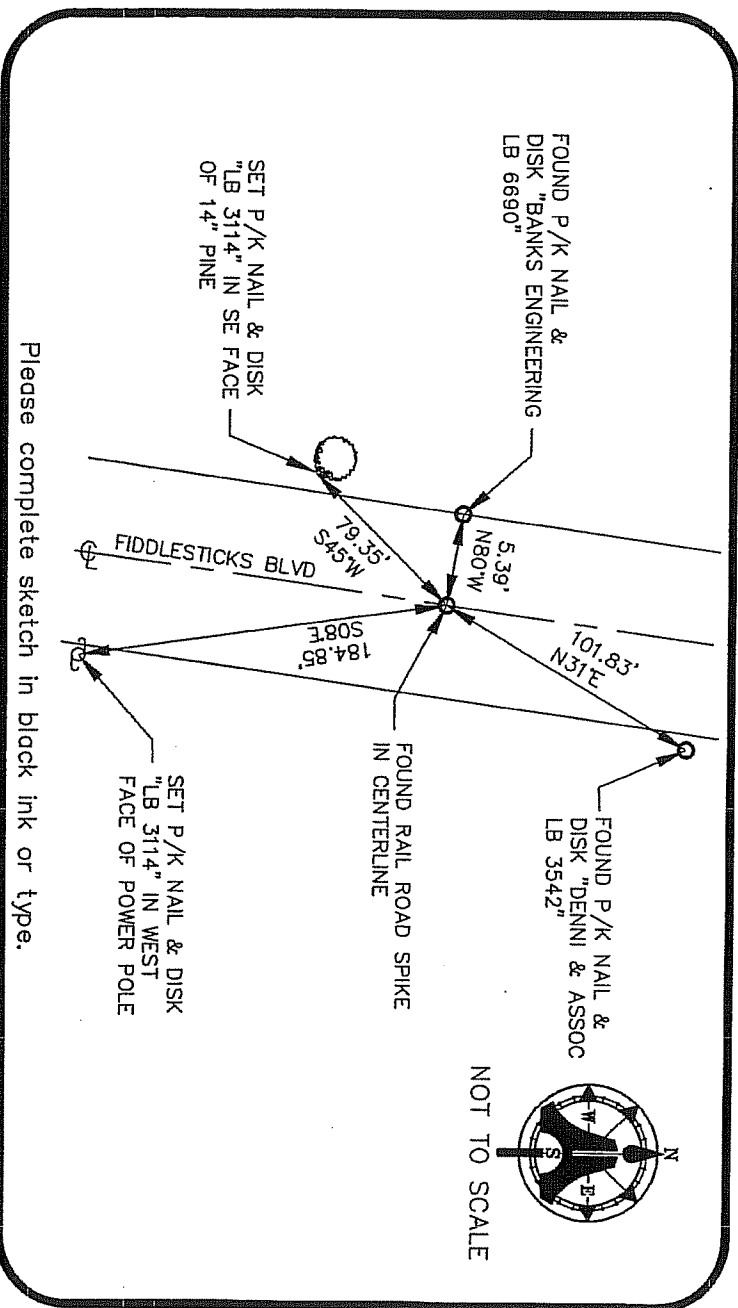 FOUND P/K NAIL &
DISK "BANKS ENGINEERING
LB 6690"
SET P/K NAIL & DISK
"LB 3114" IN SE FACE
OF 14" PINE
FOUND P/K NAIL &
DISK "DENNI & ASSOC
LB 3542"
FOUND RAIL ROAD SPIKE
IN CENTERLINE
SET P/K NAIL & DISK
"LB 3114" IN WEST
FACE OF POWER POLE
5.39'
N80°W
101.83'
N31°E
79.35'
S45°W
184.85'
S08°E
℄ FIDDLESTICKS BLVD
N
W
E
S
NOT TO SCALE
Please complete sketch in black ink or type.